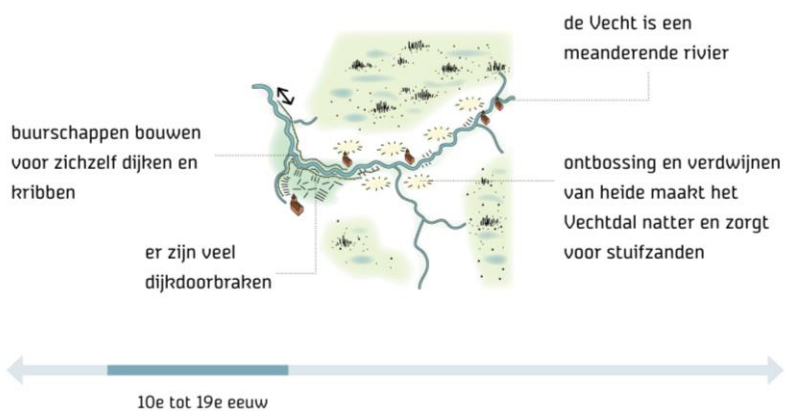 de Vecht is een
meanderende rivier
buurschappen bouwen
voor zichzelf dijken en
kribben
ontbossing en verdwijnen
van heide maakt het
Vechtdal natter en zorgt
voor stuifzanden
er zijn veel
dijkdoorbraken
10e tot 19e eeuw